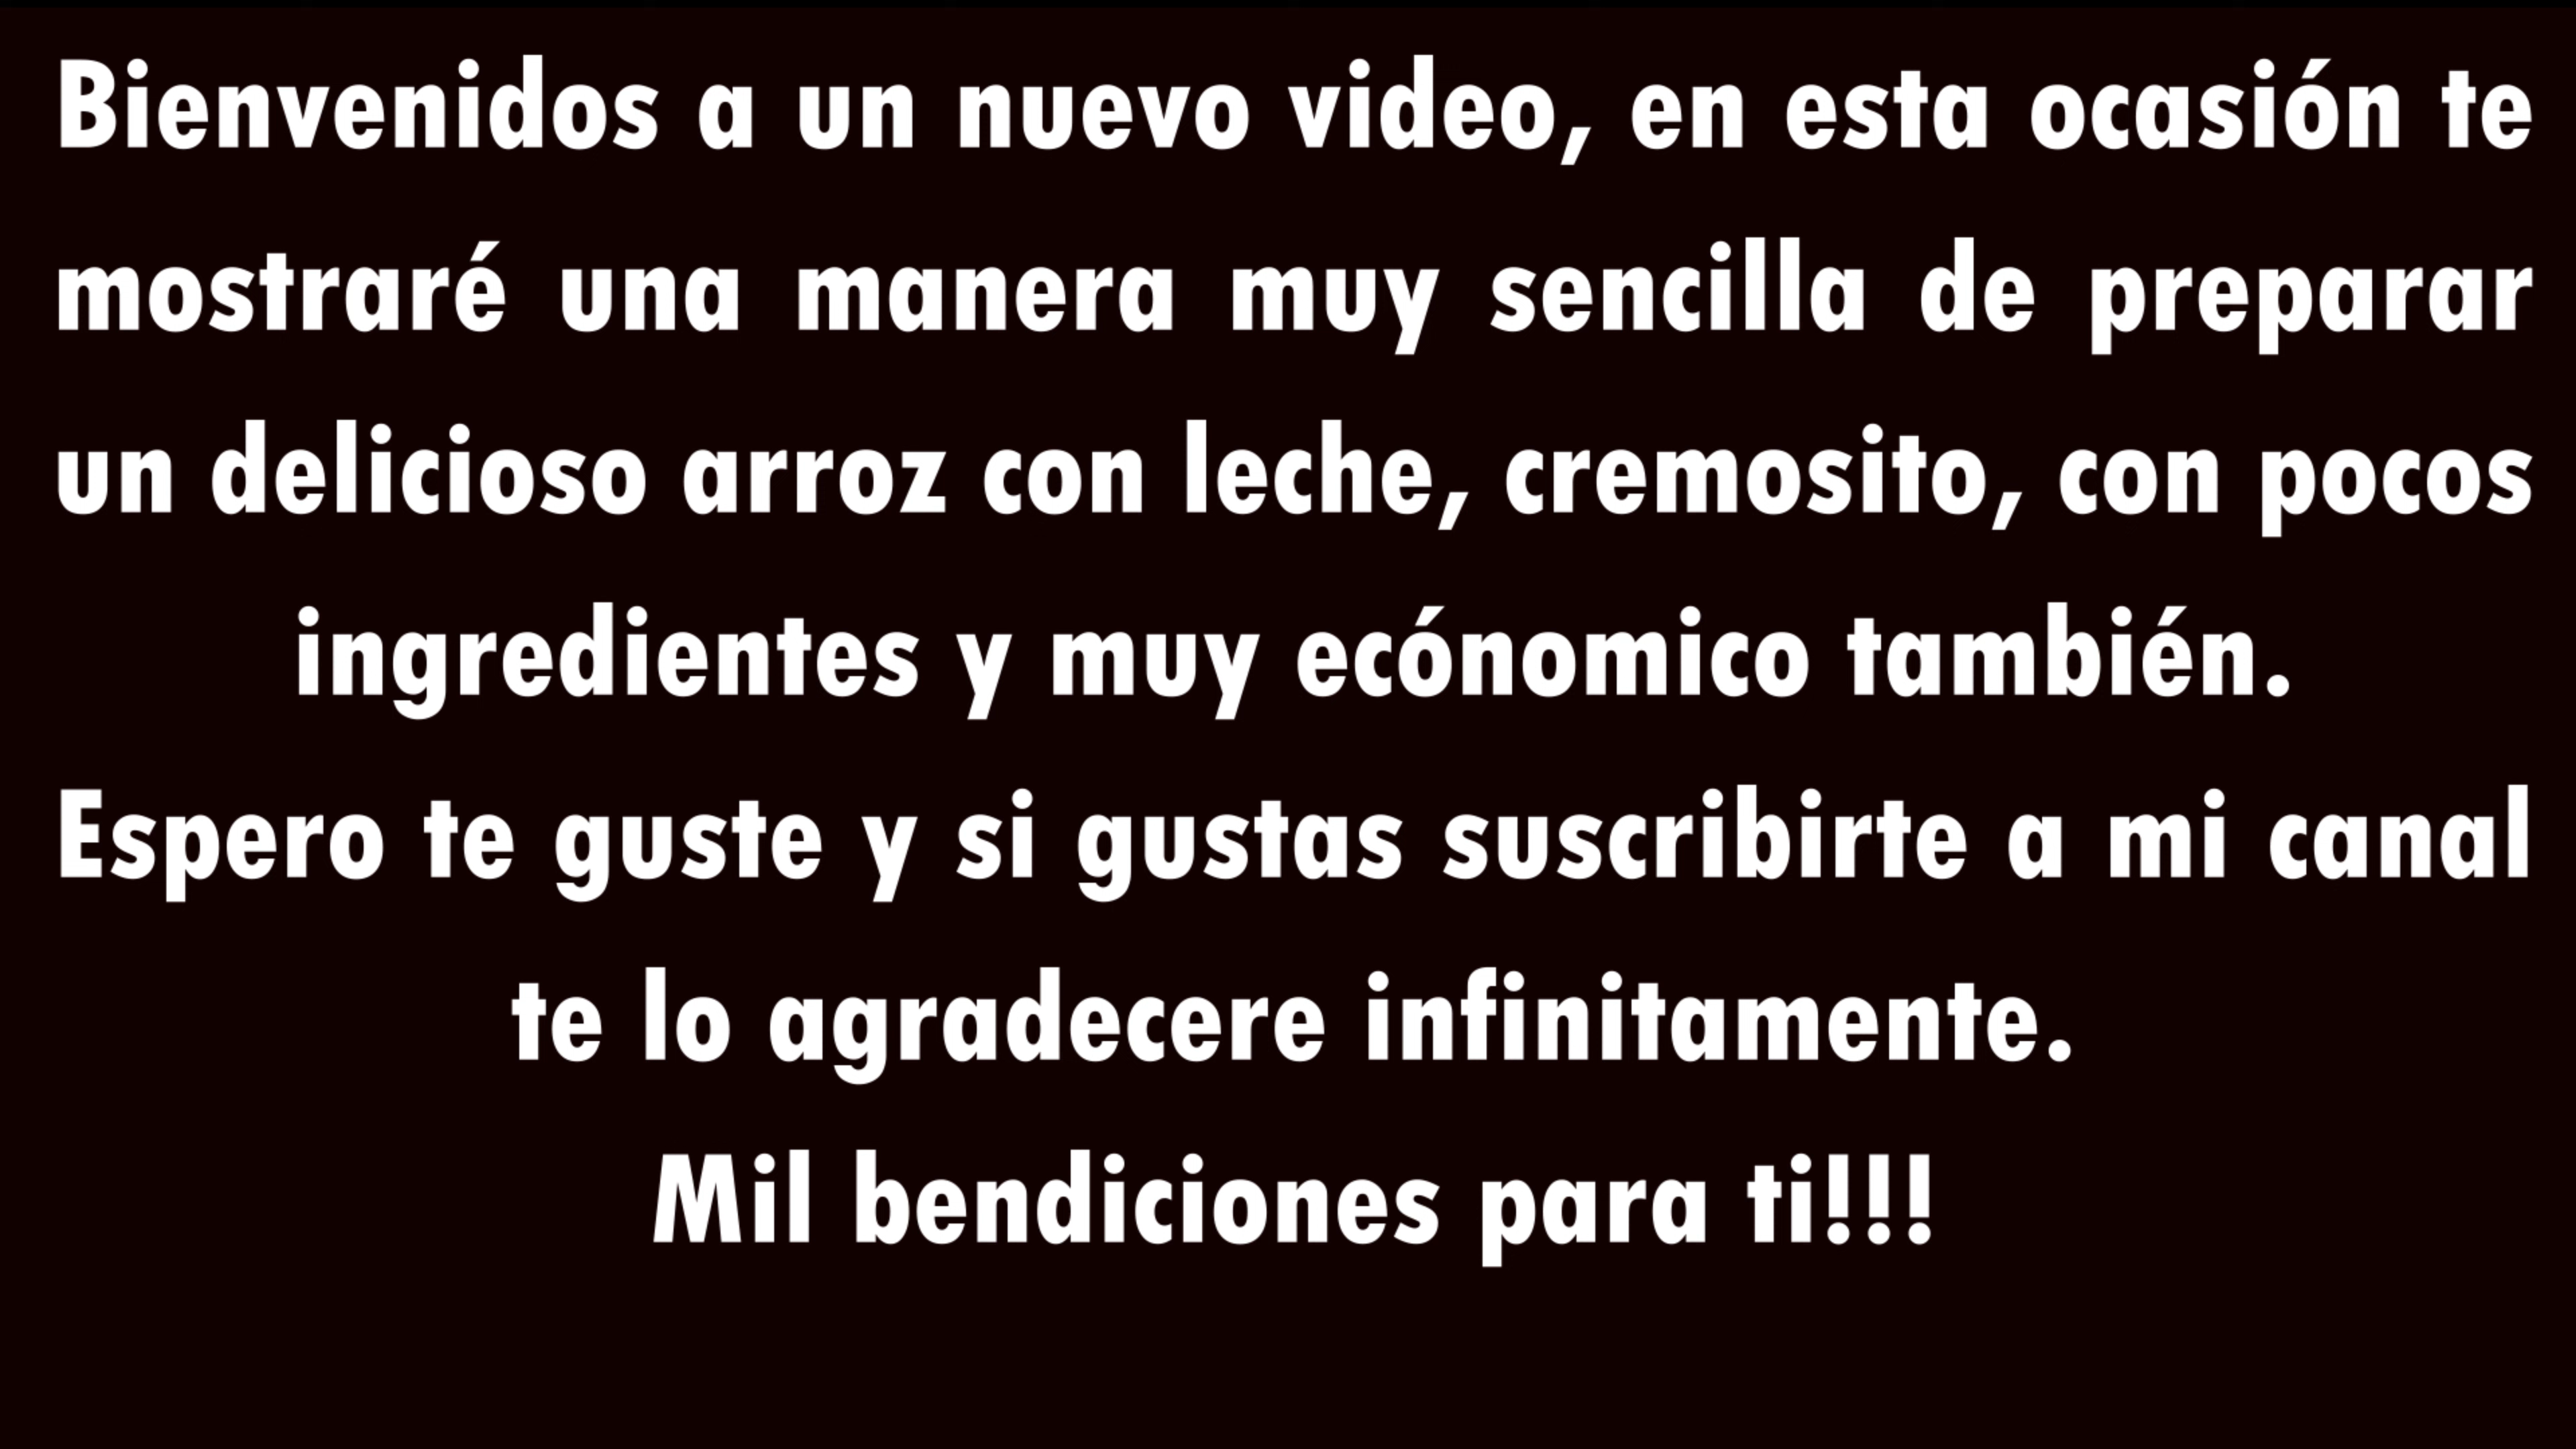 Bienvenidos a un nuevo video, en esta ocasión te
mostraré una manera muy sencilla de preparar
un delicioso arroz con leche, cremosito, con pocos
ingredientes y muy ecónomico también.
Espero te guste y si gustas suscribirte a mi canal
te lo agradecere infinitamente.
Mil bendiciones para ti!!!